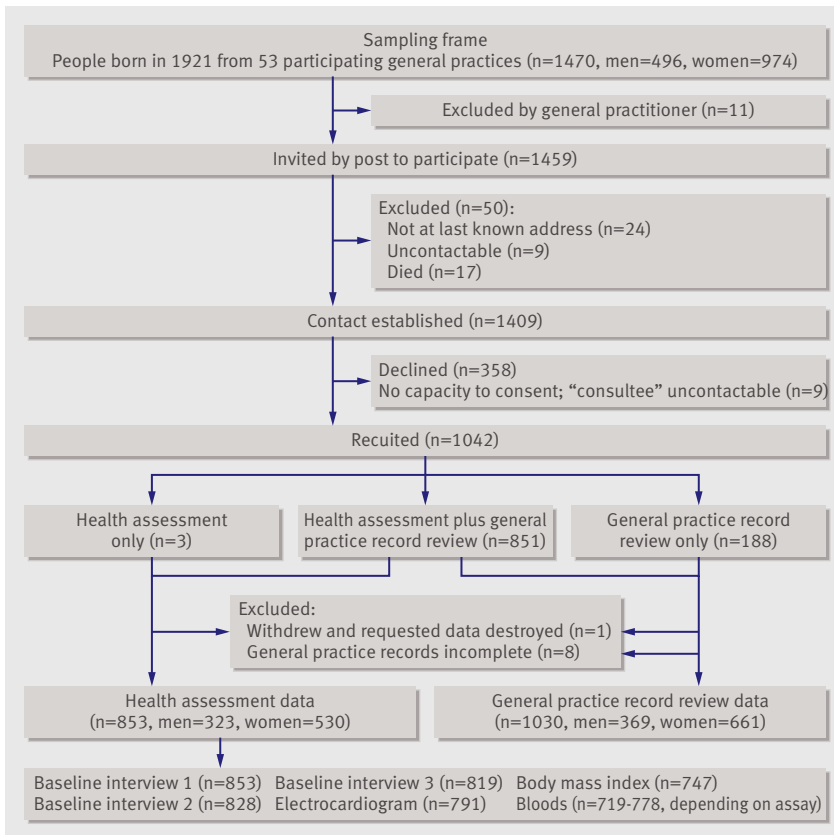 Sampling frame
People born in 1921 from 53 participating general practices (n=1470, men=496, women=974)
Excluded by general practitioner (n=11)
Invited by post to participate (n=1459)
Excluded (n=50):
Not at last known address (n=24)
Uncontactable (n=9)
Died (n=17)
Contact established (n=1409)
Declined (n=358)
No capacity to consent; “consultee” uncontactable (n=9)
Recuited (n=1042)
Health assessment
only (n=3)
Health assessment plus general
practice record review (n=851)
General practice record
review only (n=188)
Excluded:
Withdrew and requested data destroyed (n=1)
General practice records incomplete (n=8)
Health assessment data
(n=853, men=323, women=530)
General practice record review data
(n=1030, men=369, women=661)
Baseline interview 1 (n=853) Baseline interview 3 (n=819) Body mass index (n=747)
Baseline interview 2 (n=828) Electrocardiogram (n=791) Bloods (n=719-778, depending on assay)